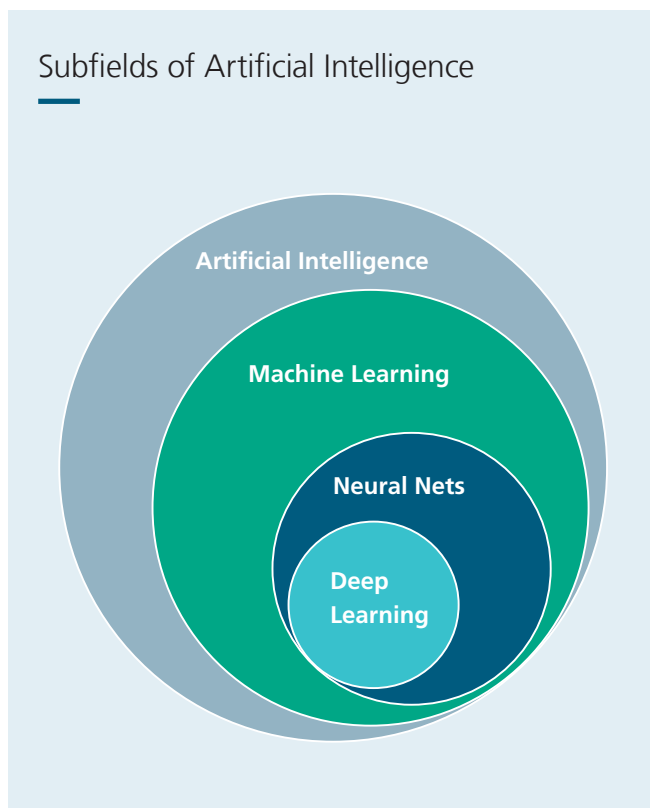 Subfields of Artificial Intelligence
Artificial Intelligence
Machine Learning
Neural Nets
Deep
Learning